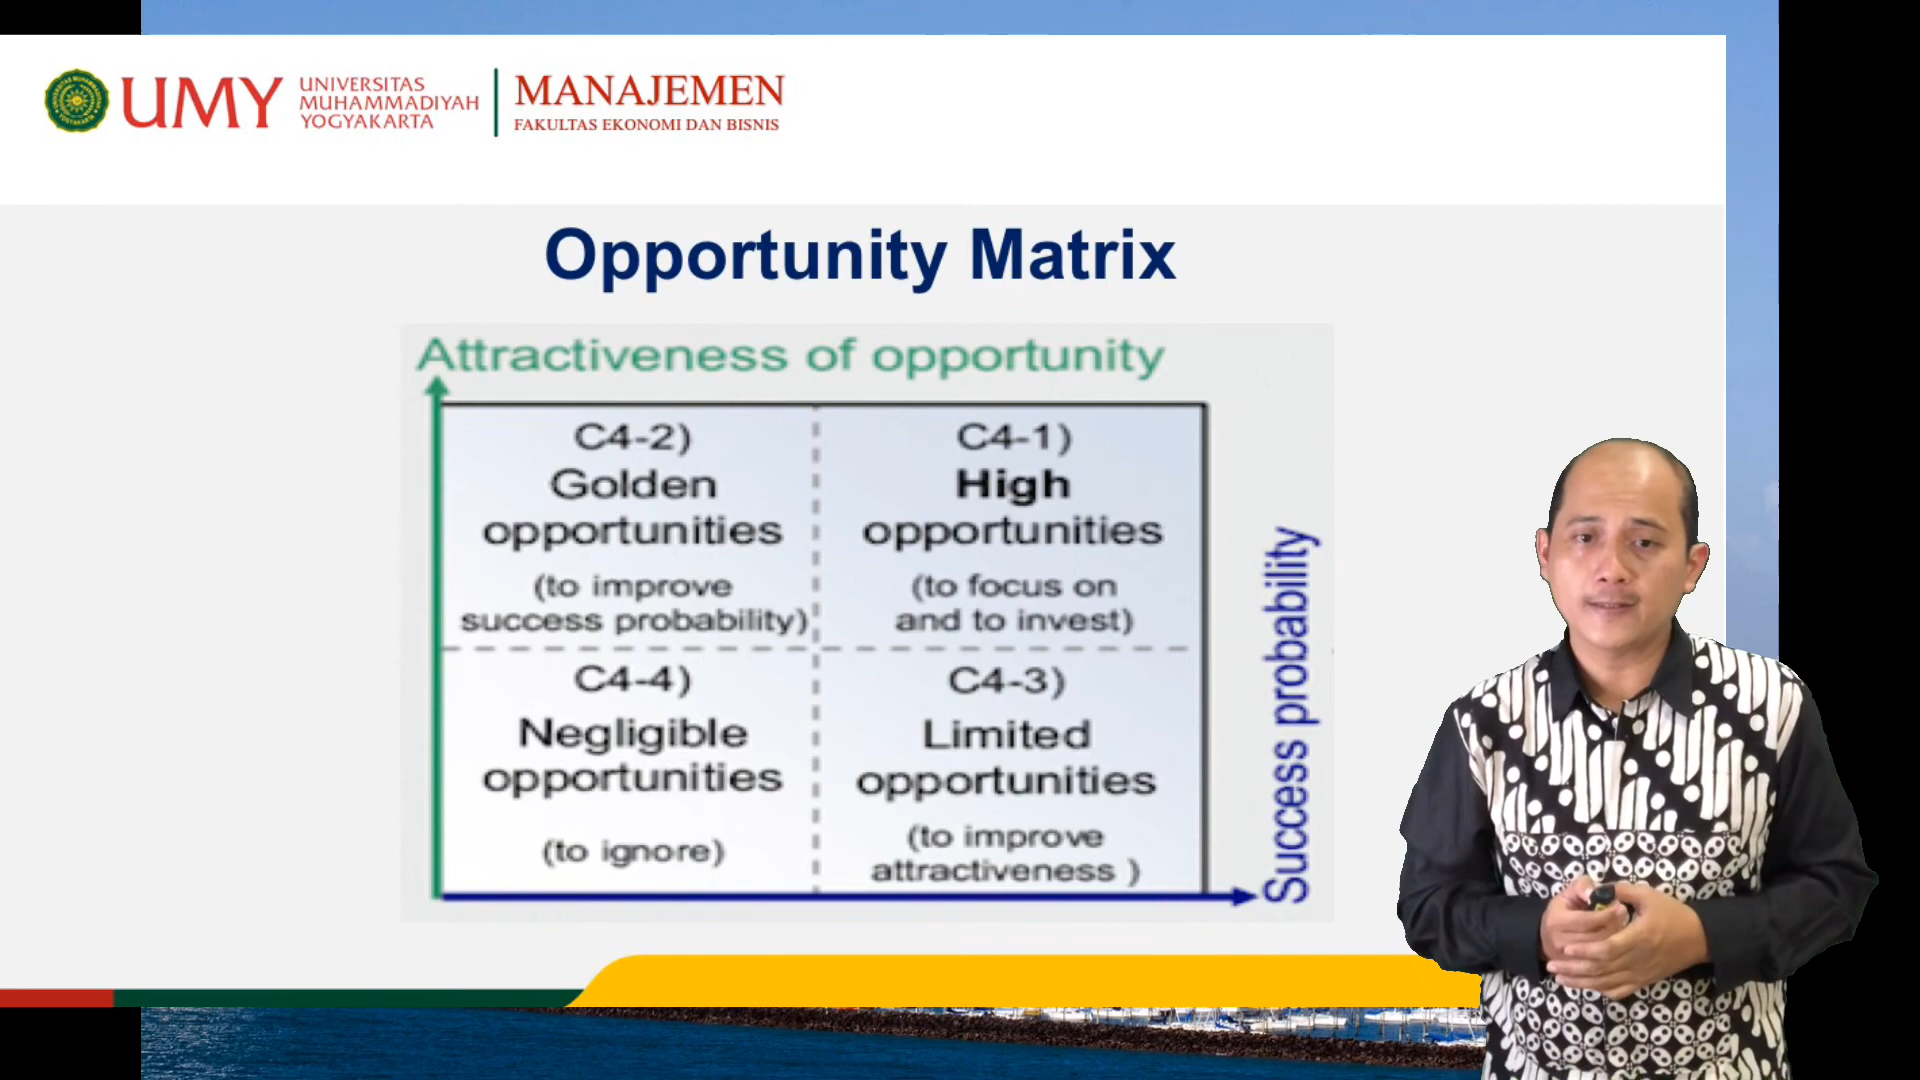 UMY
UNIVERSITAS
MUHAMMADIYAH
YOGYAKARTA
MANAJEMEN
FAKULTAS EKONOMI DAN BISNIS
Opportunity Matrix
Attractiveness of opportunity
C4-2)
Golden
opportunities
(to improve
success probability)
C4-1)
High
opportunities
(to focus on
and to invest)
C4-4)
Negligible
opportunities
(to ignore)
C4-3)
Limited
opportunities
(to improve
attractiveness )
Success probability